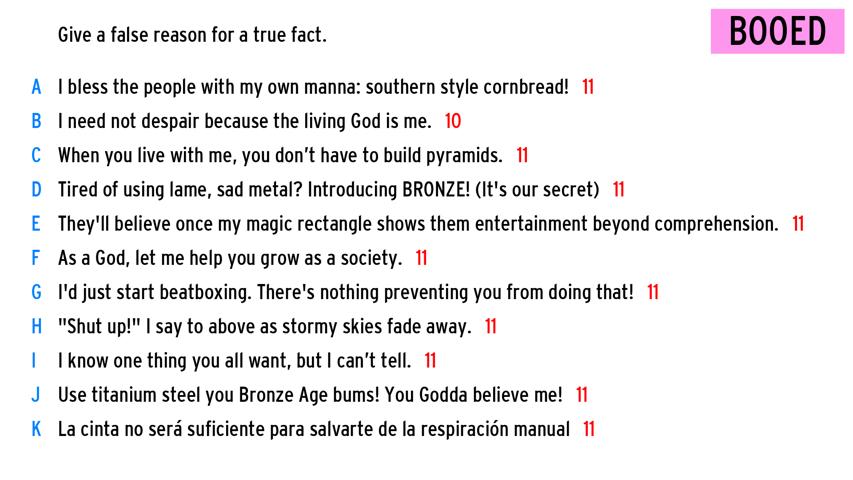 Give a false reason for a true fact.
BOOED
A I bless the people with my own manna: southern style cornbread! 11
B I need not despair because the living God is me. 10
C When you live with me, you don’t have to build pyramids. 11
D Tired of using lame, sad metal? Introducing BRONZE! (It's our secret) 11
E They'll believe once my magic rectangle shows them entertainment beyond comprehension. 11
F As a God, let me help you grow as a society. 11
G I'd just start beatboxing. There's nothing preventing you from doing that! 11
H "Shut up!" I say to above as stormy skies fade away. 11
I I know one thing you all want, but I can’t tell. 11
J Use titanium steel you Bronze Age bums! You Godda believe me! 11
K La cinta no será suficiente para salvarte de la respiración manual 11